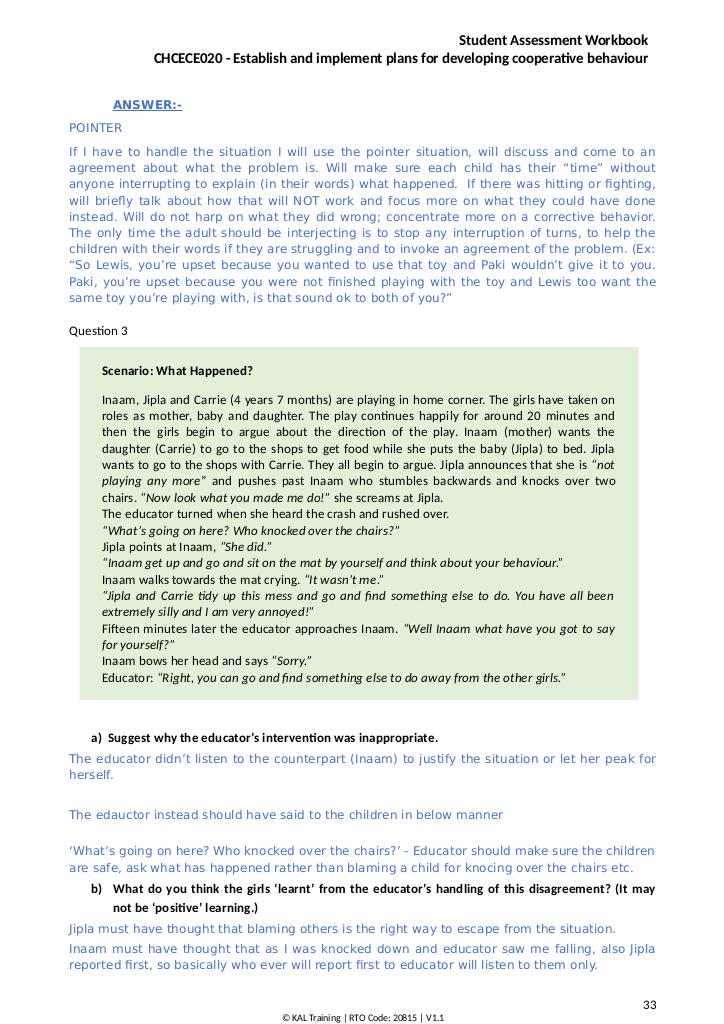 Student Assessment Workbook
CHCECE020 - Establish and implement plans for developing cooperative behaviour
ANSWER:-
POINTER
If I have to handle the situation I will use the pointer situation, will discuss and come to an
agreement about what the problem is. Will make sure each child has their “time” without
anyone interrupting to explain (in their words) what happened.  If there was hitting or fighting,
will briefly talk about how that will NOT work and focus more on what they could have done
instead. Will do not harp on what they did wrong; concentrate more on a corrective behavior.
The only time the adult should be interjecting is to stop any interruption of turns, to help the
children with their words if they are struggling and to invoke an agreement of the problem. (Ex:
“So Lewis, you’re upset because you wanted to use that toy and Paki wouldn’t give it to you.
Paki, you’re upset because you were not finished playing with the toy and Lewis too want the
same toy you’re playing with, is that sound ok to both of you?”
Question 3
Scenario: What Happened?
Inaam, Jipla and Carrie (4 years 7 months) are playing in home corner. The girls have taken on
roles as mother, baby and daughter. The play continues happily for around 20 minutes and
then the girls begin to argue about the direction of the play. Inaam (mother) wants the
daughter (Carrie) to go to the shops to get food while she puts the baby (Jipla) to bed. Jipla
wants to go to the shops with Carrie. They all begin to argue. Jipla announces that she is “not
playing any more” and pushes past Inaam who stumbles backwards and knocks over two
chairs. “Now look what you made me do!” she screams at Jipla.
The educator turned when she heard the crash and rushed over.
“What’s going on here? Who knocked over the chairs?”
Jipla points at Inaam, “She did.”
“Inaam get up and go and sit on the mat by yourself and think about your behaviour.”
Inaam walks towards the mat crying. “It wasn’t me.”
“Jipla and Carrie tidy up this mess and go and find something else to do. You have all been
extremely silly and I am very annoyed!”
Fifteen minutes later the educator approaches Inaam. “Well Inaam what have you got to say
for yourself?”
Inaam bows her head and says “Sorry.”
Educator: “Right, you can go and find something else to do away from the other girls.”
a) Suggest why the educator’s intervention was inappropriate.
The educator didn’t listen to the counterpart (Inaam) to justify the situation or let her peak for
herself.
The edauctor instead should have said to the children in below manner
‘What’s going on here? Who knocked over the chairs?’ - Educator should make sure the children
are safe, ask what has happened rather than blaming a child for knocing over the chairs etc.
b) What do you think the girls ‘learnt’ from the educator’s handling of this disagreement? (It may
not be ‘positive’ learning.)
Jipla must have thought that blaming others is the right way to escape from the situation.
Inaam must have thought that as I was knocked down and educator saw me falling, also Jipla
reported first, so basically who ever will report first to educator will listen to them only.
33
© KAL Training | RTO Code: 20815 | V1.1